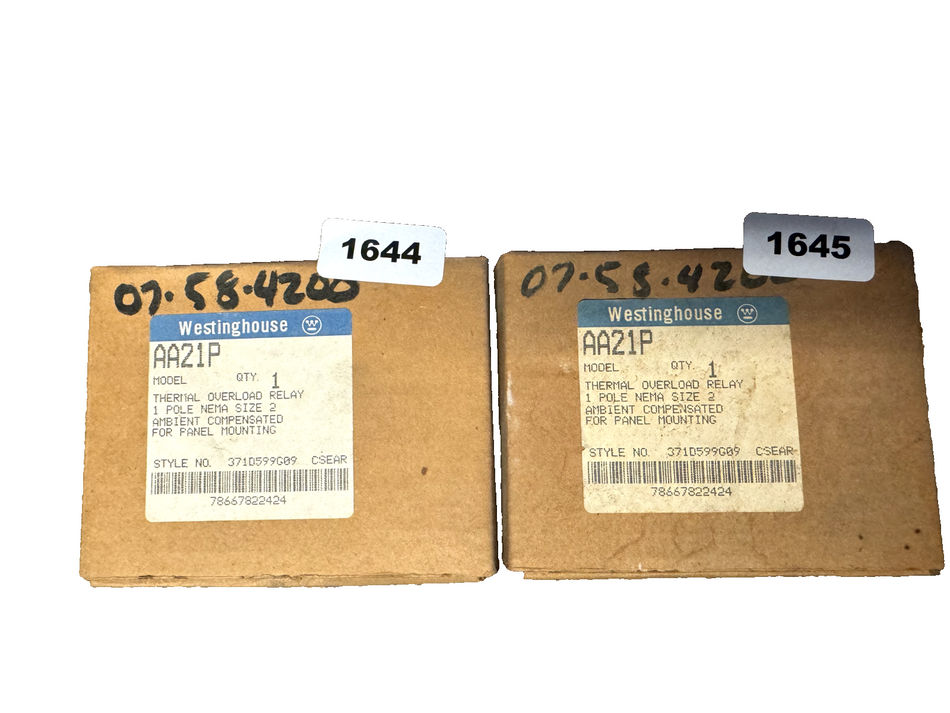 1644
07-58-4200
Westinghouse
AA21P
MODEL QTY. 1
THERMAL OVERLOAD RELAY
1 POLE NEMA SIZE 2
AMBIENT COMPENSATED
FOR PANEL MOUNTING
STYLE NO. 371D599G09 CSEAR
78667822424
1645
07-58-420
Westinghouse
AA21P
MODEL QTY. 1
THERMAL OVERLOAD RELAY
1 POLE NEMA SIZE 2
AMBIENT COMPENSATED
FOR PANEL MOUNTING
STYLE NO. 371D599G09 CSEAR
78667822424